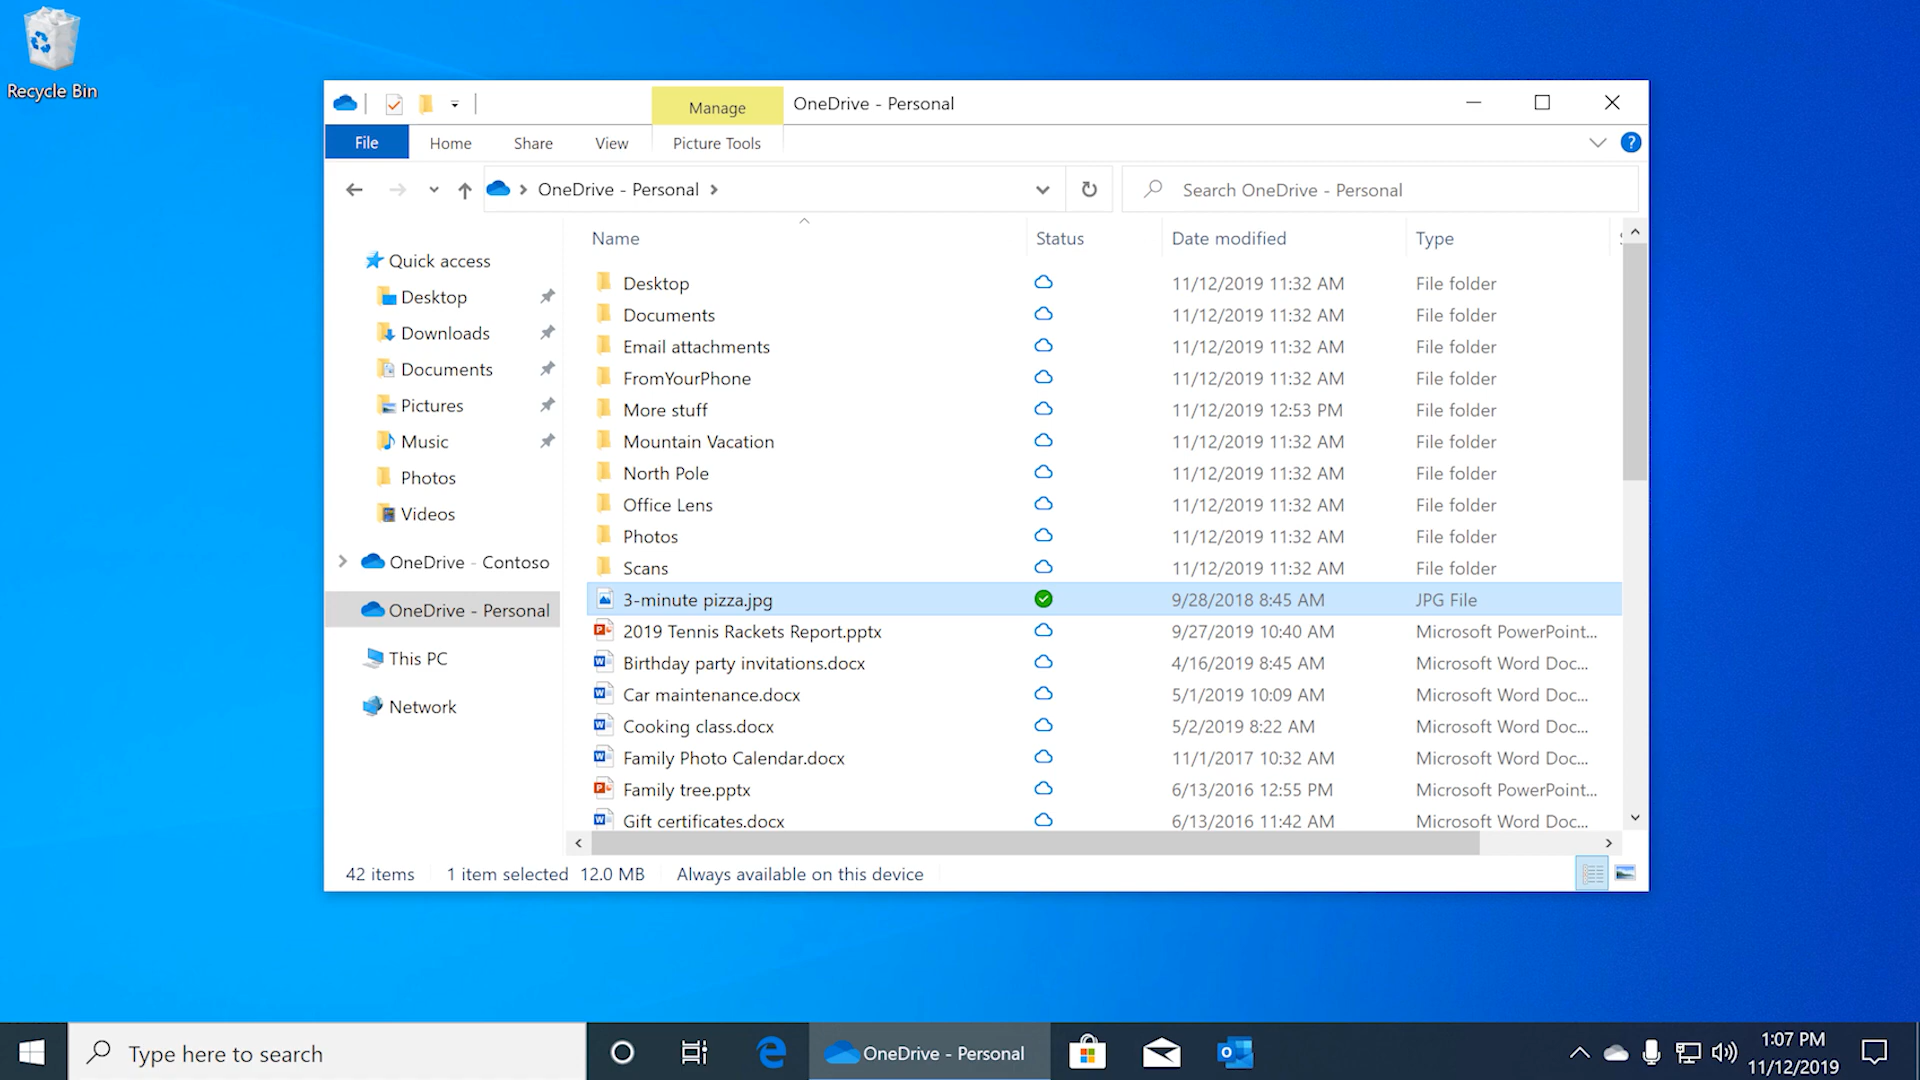 Recycle Bin
Manage
OneDrive - Personal
File
Home
Share
View
Picture Tools
OneDrive - Personal
Search OneDrive - Personal
Name
Status
Date modified
Type
Quick access
Desktop
Downloads
Documents
Pictures
Music
Photos
Videos
OneDrive - Contoso
OneDrive - Personal
This PC
Network
Desktop 11/12/2019 11:32 AM File folder
Documents 11/12/2019 11:32 AM File folder
Email attachments 11/12/2019 11:32 AM File folder
FromYourPhone 11/12/2019 11:32 AM File folder
More stuff 11/12/2019 12:53 PM File folder
Mountain Vacation 11/12/2019 11:32 AM File folder
North Pole 11/12/2019 11:32 AM File folder
Office Lens 11/12/2019 11:32 AM File folder
Photos 11/12/2019 11:32 AM File folder
Scans 11/12/2019 11:32 AM File folder
3-minute pizza.jpg 9/28/2018 8:45 AM JPG File
2019 Tennis Rackets Report.pptx 9/27/2019 10:40 AM Microsoft PowerPoint...
Birthday party invitations.docx 4/16/2019 8:45 AM Microsoft Word Doc...
Car maintenance.docx 5/1/2019 10:09 AM Microsoft Word Doc...
Cooking class.docx 5/2/2019 8:22 AM Microsoft Word Doc...
Family Photo Calendar.docx 11/1/2017 10:32 AM Microsoft Word Doc...
Family tree.pptx 6/13/2016 12:55 PM Microsoft PowerPoint...
Gift certificates.docx 6/13/2016 11:42 AM Microsoft Word Doc...
42 items 1 item selected 12.0 MB Always available on this device
Type here to search
OneDrive - Personal
1:07 PM
11/12/2019